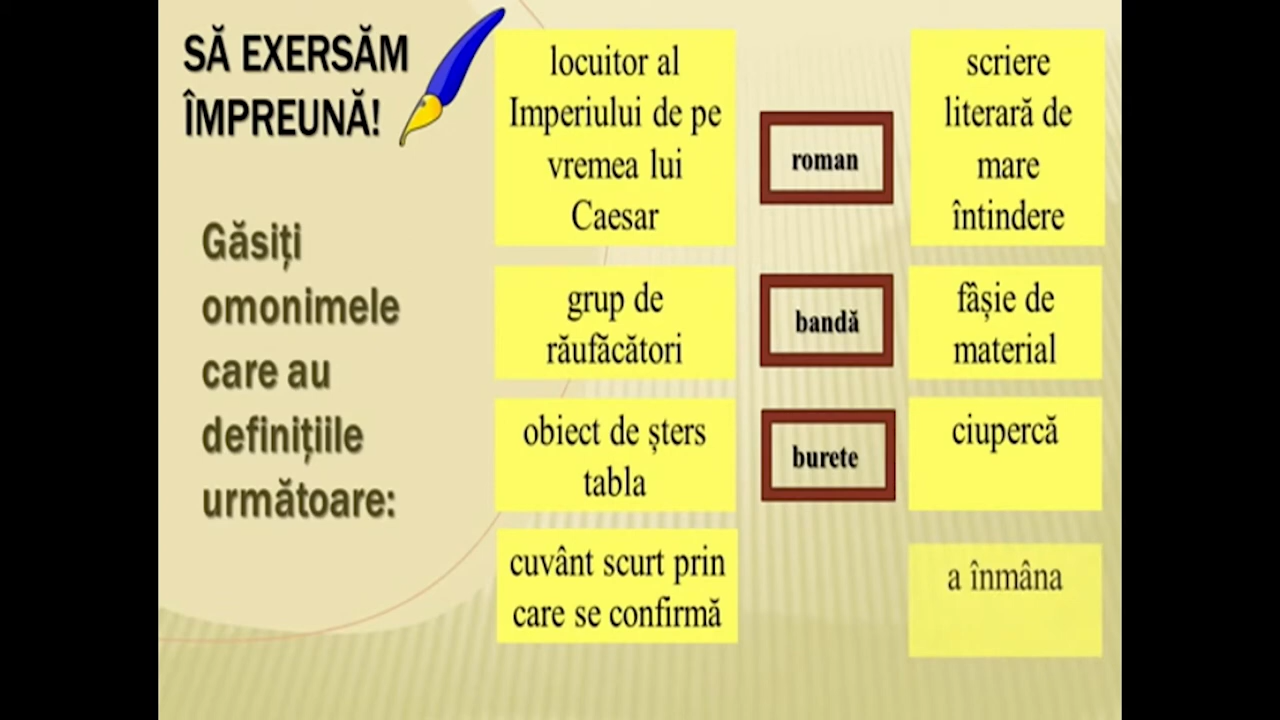 SĂ EXERSĂM
ÎMPREUNĂ!
Găsiți
omonimele
care au
definițiile
următoare:
locuitor al
Imperiului de pe
vremea lui
Caesar
roman
scriere
literară de
mare
întindere
grup de
răufăcători
bandă
fâșie de
material
obiect de șters
tabla
burete
ciupercă
cuvânt scurt prin
care se confirmă
a înmâna